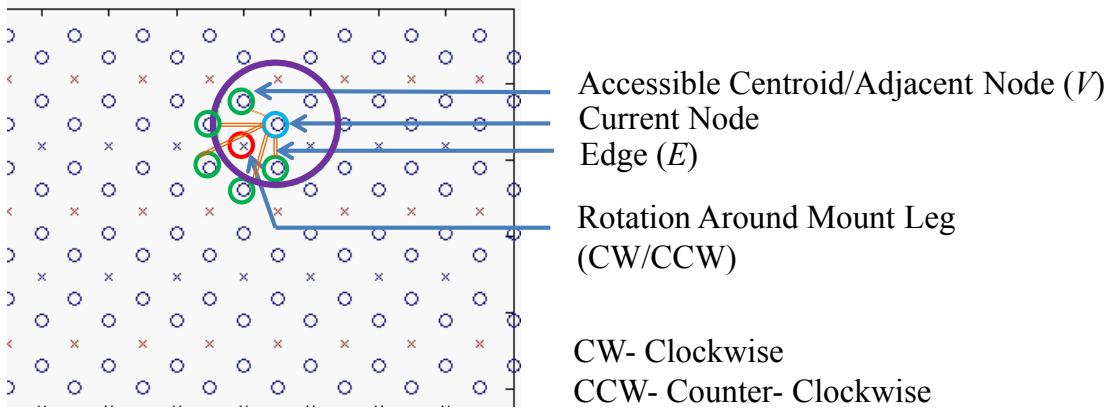 Accessible Centroid/Adjacent Node (V)
Current Node
Edge (E)
Rotation Around Mount Leg
(CW/CCW)
CW- Clockwise
CCW- Counter- Clockwise